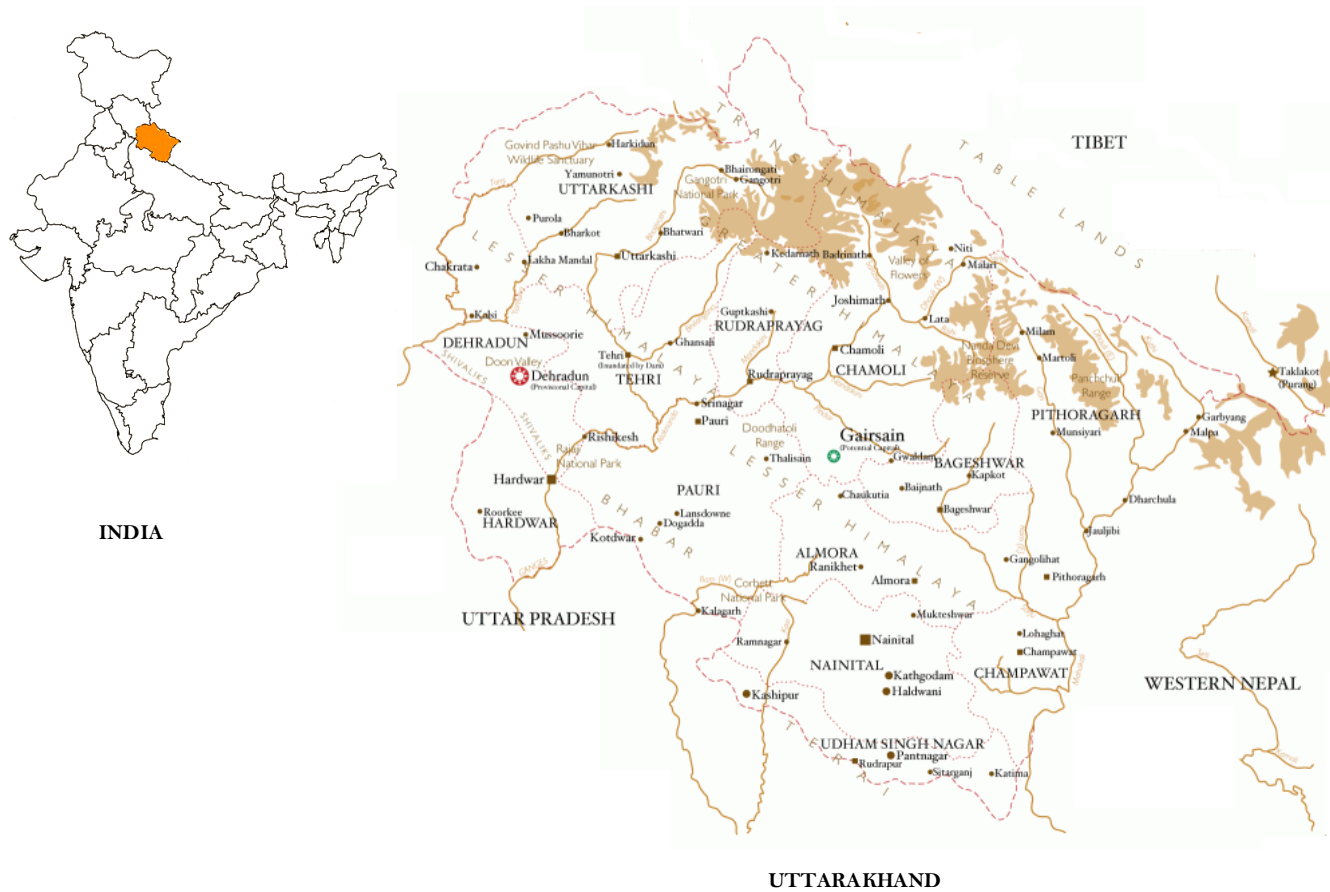 TIBET
TRANS HIMALAYA
TABLE LANDS
Govind Pashu Vihar
Wildlife Sanctuary
Harkidun
Yamunotri
UTTARKASHI
Bhairongati
Gangotri
Gangotri
National Park
Purola
Barkot
Bhatwari
LESSER HIMALAYA
GREATER HIMALAYA
Chakrata
Lakha Mandal
Uttarkashi
Kedarnath
Badrinath
Valley of
Flowers
Niti
Malari
Joshimath
Lata
Kalsi
DEHRADUN
Mussoorie
Guptkashi
RUDRAPRAYAG
Doon Valley
SHIVALIKS
Dehradun
(Provisional Capital)
Ghansali
Tehri
(Inundated by Dam)
TEHRI
Chamoli
CHAMOLI
Nanda Devi
Biosphere
Reserve
Milam
Martoli
Panchchuli
Range
Taklakot
(Purang)
Rudraprayag
Srinagar
Pauri
PITHORAGARH
Munsiyari
Garbyang
Malpa
SHIVALIKS
Rishikesh
Rajaji
National Park
Doodhatoli
Range
Gairsain
(Potential Capital)
Thalisain
Gwaldam
BAGESHWAR
Kapkot
Hardwar
PAURI
LESSER HIMALAYA
Chaukutia
Baijnath
Bageshwar
Dharchula
Roorkee
HARDWAR
BHABAR
Lansdowne
Dogadda
Kotdwar
Jauljibi
INDIA
GANGES
ALMORA
Ranikhet
Almora
Gangolihat
Pithoragarh
Corbett
National Park
Kalagarh
UTTAR PRADESH
Mukteshwar
Ramnagar
Nainital
NAINITAL
Lohaghat
Champawat
CHAMPAWAT
Kathgodam
Haldwani
Kashipur
WESTERN NEPAL
TERAI
UDHAM SINGH NAGAR
Pantnagar
Rudrapur
Sitarganj
Katima
UTTARAKHAND